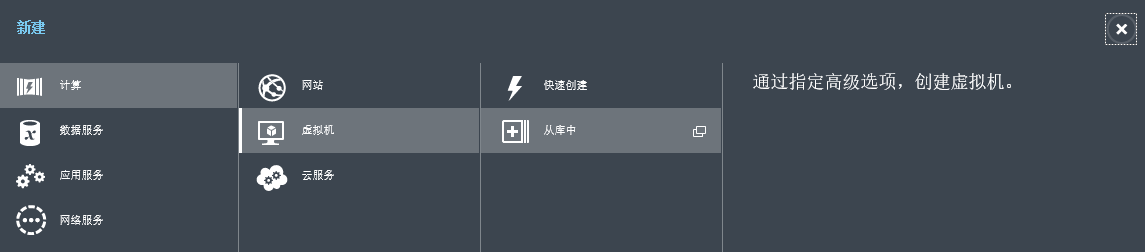 新建
计算
数据服务
应用服务
网络服务
网站
虚拟机
云服务
快速创建
从库中
通过指定高级选项，创建虚拟机。